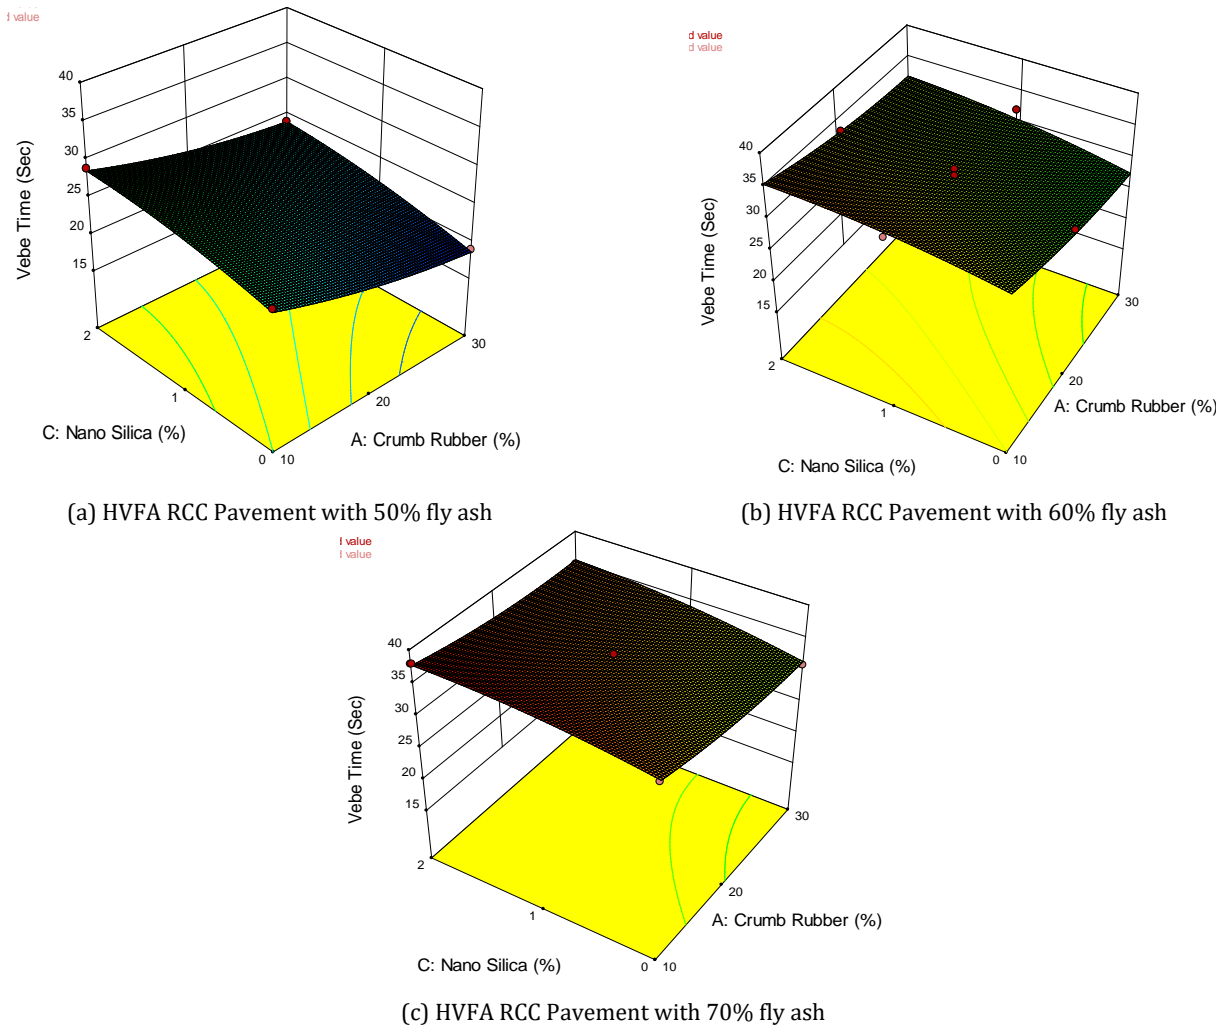 d value
40
35
30
25
20
15
Vebe Time (Sec)
2
1
0
10
20
30
C: Nano Silica (%)
A: Crumb Rubber (%)
(a) HVFA RCC Pavement with 50% fly ash
d value
d value
40
35
30
25
20
15
Vebe Time (Sec)
2
1
0
10
20
30
C: Nano Silica (%)
A: Crumb Rubber (%)
(b) HVFA RCC Pavement with 60% fly ash
value
value
40
35
30
25
20
15
Vebe Time (Sec)
2
1
0
10
20
30
C: Nano Silica (%)
A: Crumb Rubber (%)
(c) HVFA RCC Pavement with 70% fly ash